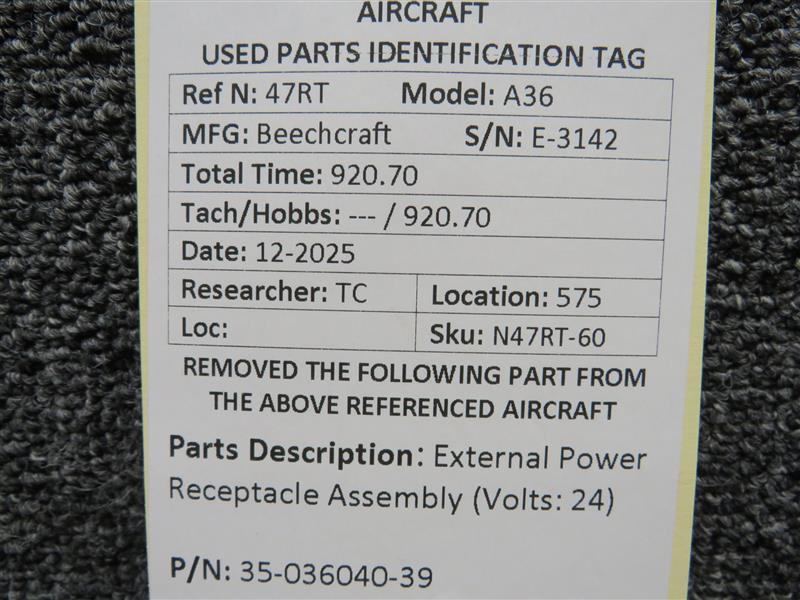 AIRCRAFT
USED PARTS IDENTIFICATION TAG
Ref N: 47RT Model: A36
MFG: Beechcraft S/N: E-3142
Total Time: 920.70
Tach/Hobbs: --- / 920.70
Date: 12-2025
Researcher: TC Location: 575
Loc: Sku: N47RT-60
REMOVED THE FOLLOWING PART FROM
THE ABOVE REFERENCED AIRCRAFT
Parts Description: External Power
Receptacle Assembly (Volts: 24)
P/N: 35-036040-39